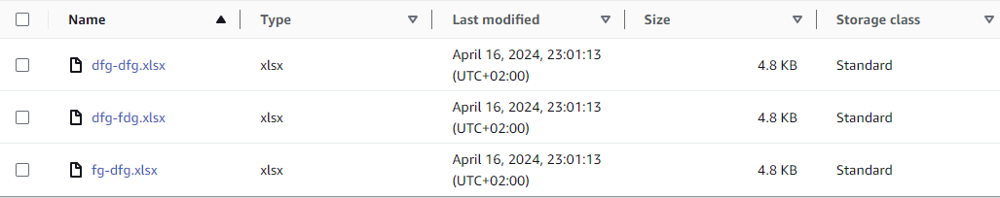 Name Type Last modified Size Storage class
dfg-dfg.xlsx xlsx April 16, 2024, 23:01:13 (UTC+02:00) 4.8 KB Standard
dfg-fdg.xlsx xlsx April 16, 2024, 23:01:13 (UTC+02:00) 4.8 KB Standard
fg-dfg.xlsx xlsx April 16, 2024, 23:01:13 (UTC+02:00) 4.8 KB Standard